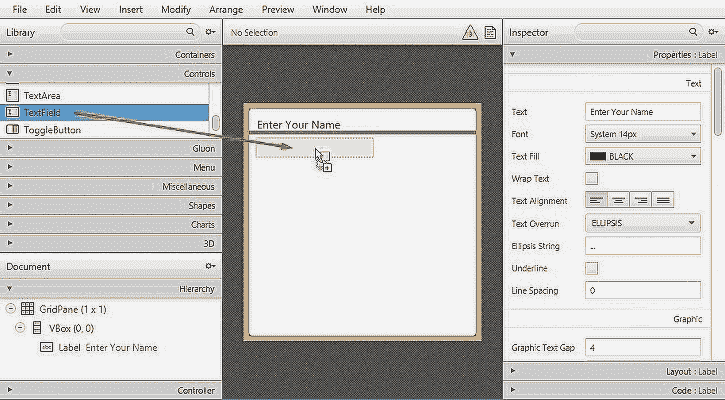 File Edit View Insert Modify Arrange Preview Window Help
Library
Containers
Controls
TextArea
TextField
ToggleButton
Gluon
Menu
Miscellaneous
Shapes
Charts
3D
Document
Hierarchy
GridPane (1 x 1)
VBox (0, 0)
abc Label Enter Your Name
Controller
No Selection
Enter Your Name
Inspector
Properties : Label
Text
Text Enter Your Name
Font System 14px
Text Fill BLACK
Wrap Text
Text Alignment
Text Overrun ELLIPSIS
Ellipsis String ...
Underline
Line Spacing 0
Graphic
Graphic Text Gap 4
Layout : Label
Code : Label